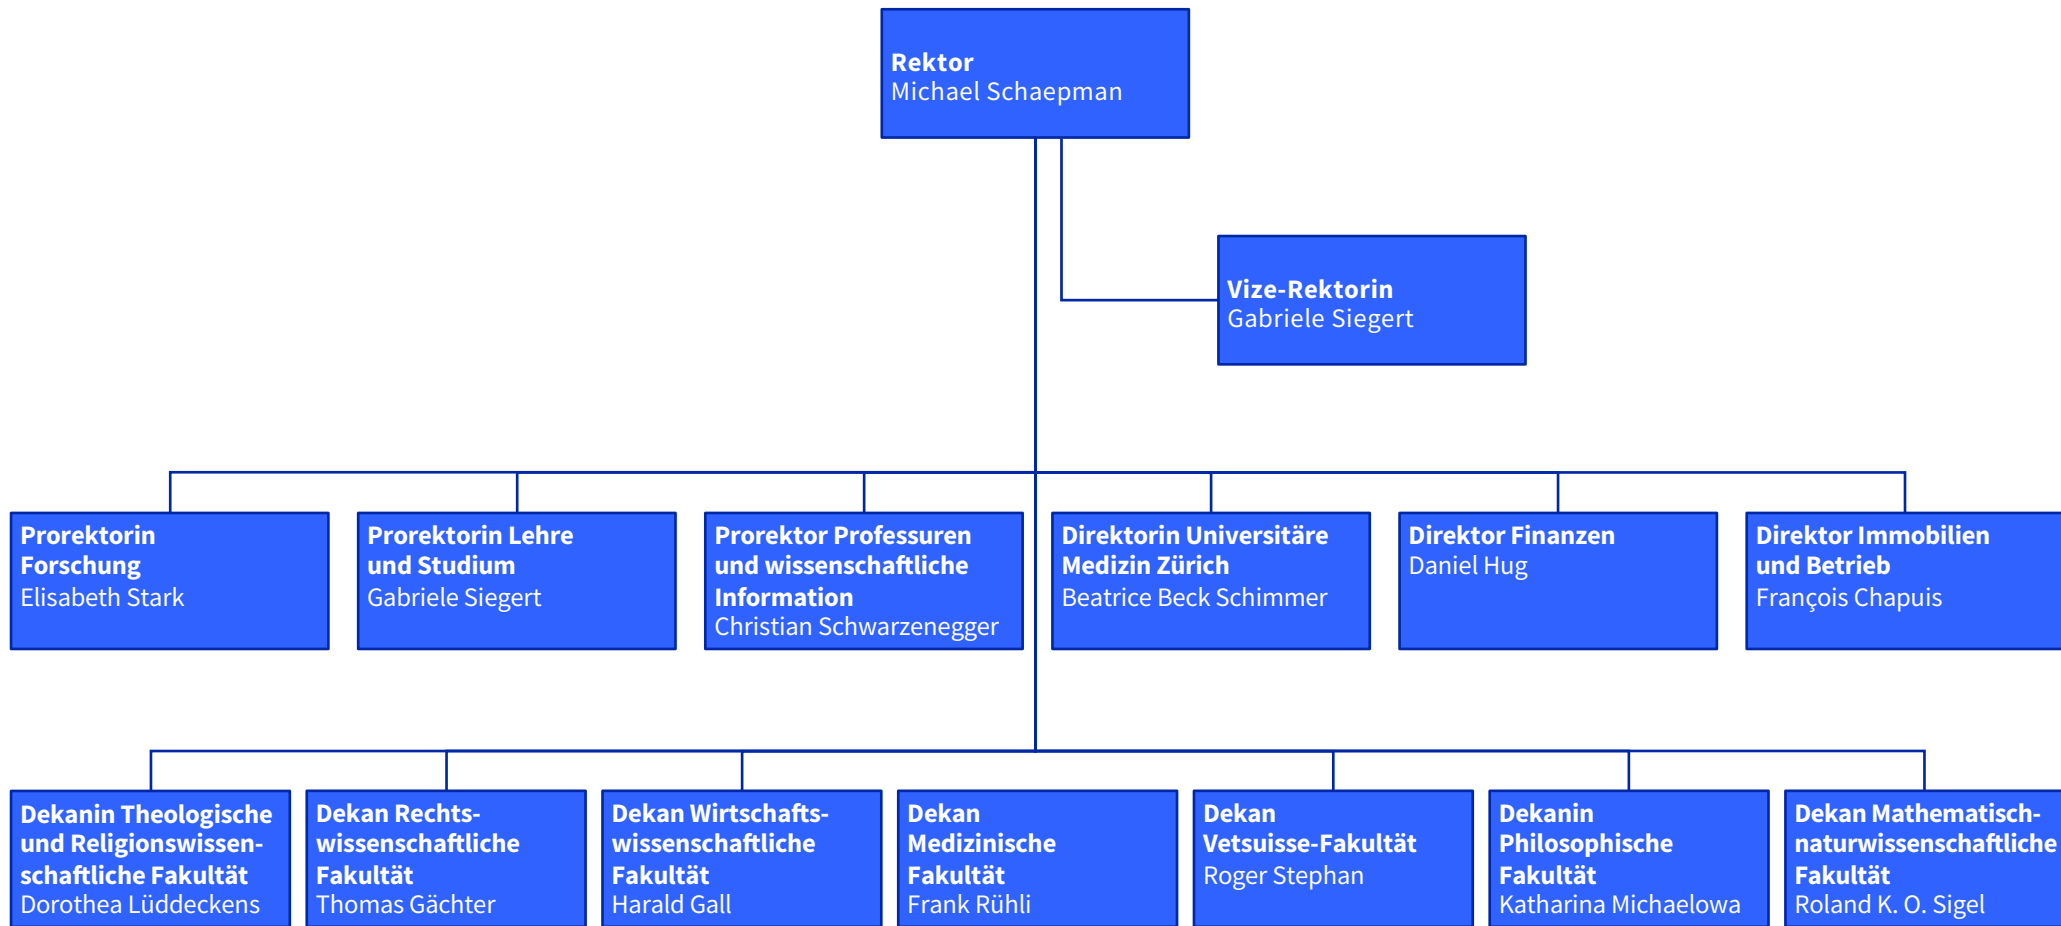 Rektor
Michael Schaepman
Vize-Rektorin
Gabriele Siegert
Prorektorin
Forschung
Elisabeth Stark
Prorektorin Lehre
und Studium
Gabriele Siegert
Prorektor Professuren
und wissenschaftliche
Information
Christian Schwarzenegger
Direktorin Universitäre
Medizin Zürich
Beatrice Beck Schimmer
Direktor Finanzen
Daniel Hug
Direktor Immobilien
und Betrieb
François Chapuis
Dekanin Theologische
und Religionswissen-
schaftliche Fakultät
Dorothea Lüddeckens
Dekan Rechts-
wissenschaftliche
Fakultät
Thomas Gächter
Dekan Wirtschafts-
wissenschaftliche
Fakultät
Harald Gall
Dekan
Medizinische
Fakultät
Frank Rühli
Dekan
Vetsuisse-Fakultät
Roger Stephan
Dekanin
Philosophische
Fakultät
Katharina Michaelowa
Dekan Mathematisch-
naturwissenschaftliche
Fakultät
Roland K. O. Sigel